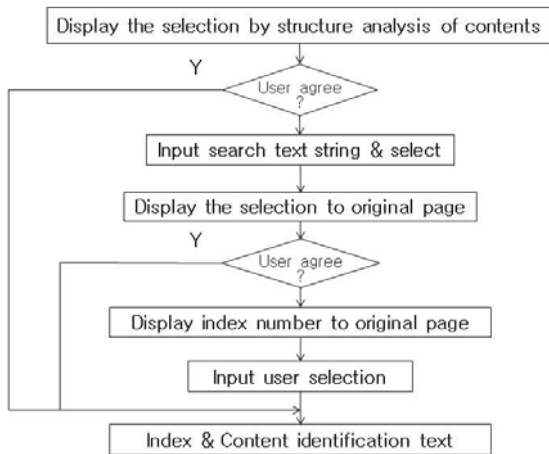 Display the selection by structure analysis of contents
Y
User agree
?
Input search text string & select
Display the selection to original page
Y
User agree
?
Display index number to original page
Input user selection
Index & Content identification text